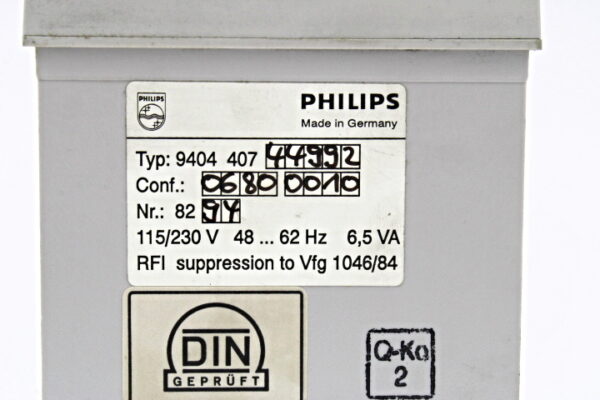 PHILIPS
PHILIPS
Made in Germany
Typ: 9404 407 44992
Conf.: 0680 0010
Nr.: 82 94
115/230 V 48 ... 62 Hz 6,5 VA
RFI suppression to Vfg 1046/84
DIN
GEPRÜFT
Q-Ko
2